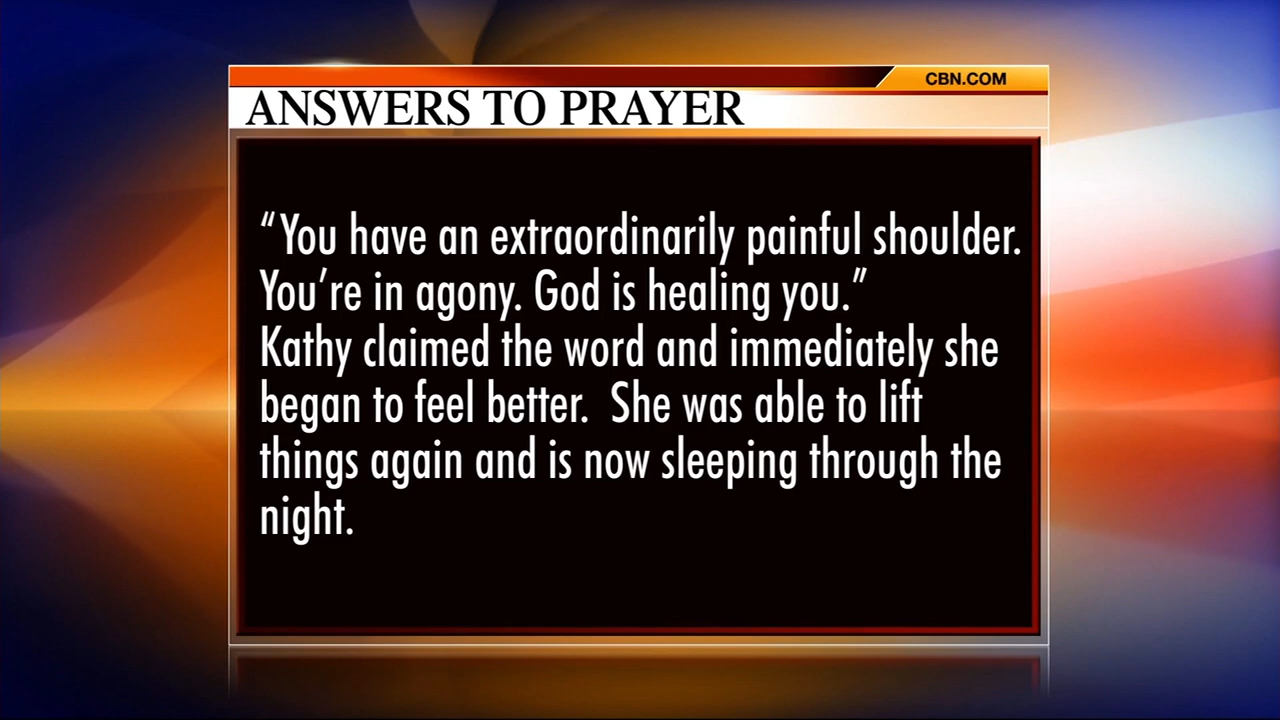 CBN.COM
ANSWERS TO PRAYER
“You have an extraordinarily painful shoulder.
You’re in agony. God is healing you.”
Kathy claimed the word and immediately she
began to feel better.  She was able to lift
things again and is now sleeping through the
night.